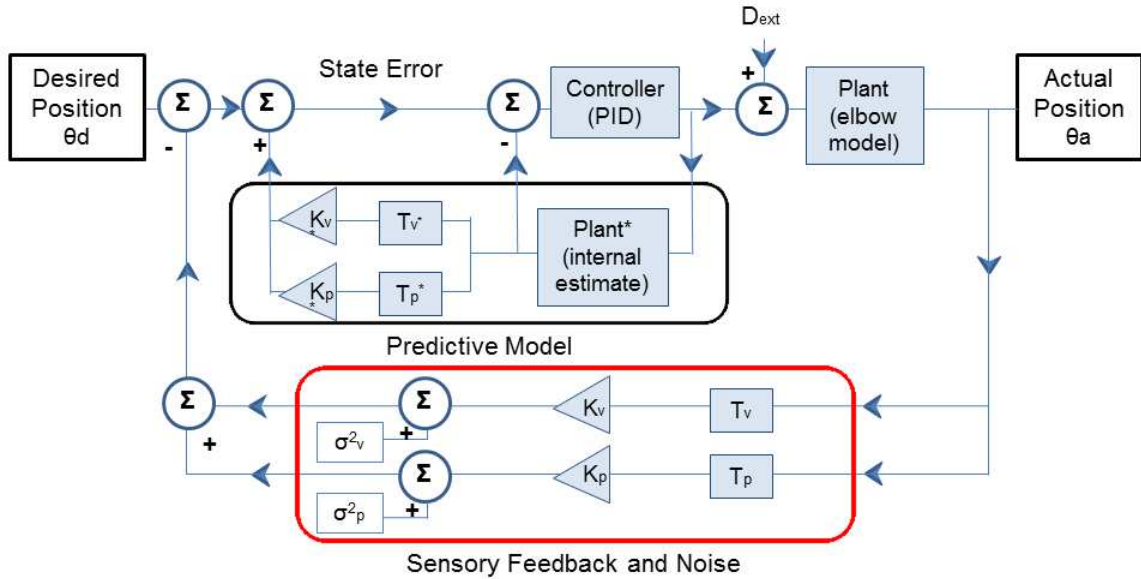 Dext
Desired
Position
θd
Σ
-
Σ
+
State Error
Σ
-
Controller
(PID)
+
Σ
Plant
(elbow
model)
Actual
Position
θa
Kv
*
Tv*
Kp
*
Tp*
Plant*
(internal
estimate)
Predictive Model
Σ
+
Σ
+
σ²v
Kv
Tv
Σ
+
σ²p
Kp
Tp
Sensory Feedback and Noise